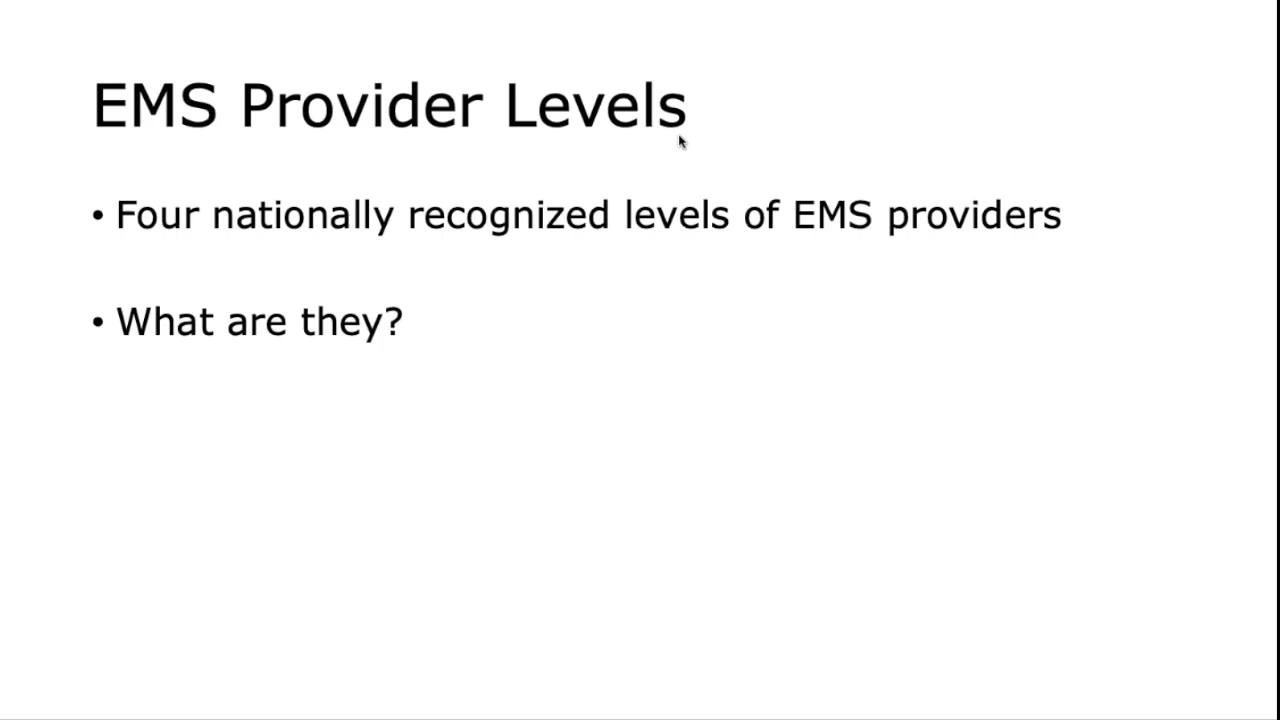 EMS Provider Levels
• Four nationally recognized levels of EMS providers
• What are they?